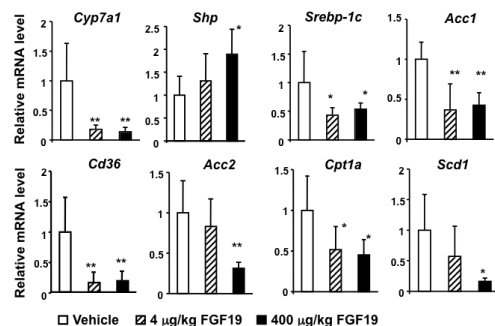 Cyp7a1 Shp Srebp-1c Acc1
Relative mRNA level
2 2.5 2 1.5
1.5 2 1.5 1
1 1.5 1 0.5
0.5 1 0.5 0
0 0.5 0
0
** ** * * * ** **
Cd36 Acc2 Cpt1a Scd1
Relative mRNA level
2 1.5 1.5 2
1.5 1 1 1.5
1 0.5 0.5 1
0.5 0 0 0.5
0 0
** ** ** * * *
Vehicle 4 µg/kg FGF19 400 µg/kg FGF19